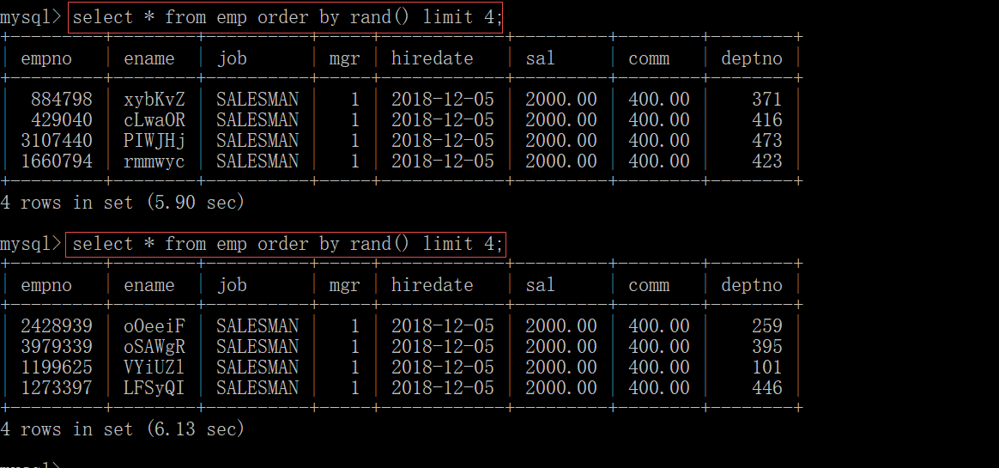 mysql> select * from emp order by rand() limit 4;
+---------+--------+----------+-----+------------+---------+--------+--------+
| empno | ename | job | mgr | hiredate | sal | comm | deptno |
+---------+--------+----------+-----+------------+---------+--------+--------+
| 884798 | xybKvZ | SALESMAN | 1 | 2018-12-05 | 2000.00 | 400.00 | 371 |
| 429040 | cLwaOR | SALESMAN | 1 | 2018-12-05 | 2000.00 | 400.00 | 416 |
| 3107440 | PIWJHj | SALESMAN | 1 | 2018-12-05 | 2000.00 | 400.00 | 473 |
| 1660794 | rmmwyc | SALESMAN | 1 | 2018-12-05 | 2000.00 | 400.00 | 423 |
+---------+--------+----------+-----+------------+---------+--------+--------+
4 rows in set (5.90 sec)
mysql> select * from emp order by rand() limit 4;
+---------+--------+----------+-----+------------+---------+--------+--------+
| empno | ename | job | mgr | hiredate | sal | comm | deptno |
+---------+--------+----------+-----+------------+---------+--------+--------+
| 2428939 | oOeeiF | SALESMAN | 1 | 2018-12-05 | 2000.00 | 400.00 | 259 |
| 3979339 | oSAWgR | SALESMAN | 1 | 2018-12-05 | 2000.00 | 400.00 | 395 |
| 1199625 | VYiUZl | SALESMAN | 1 | 2018-12-05 | 2000.00 | 400.00 | 101 |
| 1273397 | LFSyQI | SALESMAN | 1 | 2018-12-05 | 2000.00 | 400.00 | 446 |
+---------+--------+----------+-----+------------+---------+--------+--------+
4 rows in set (6.13 sec)
mysql>